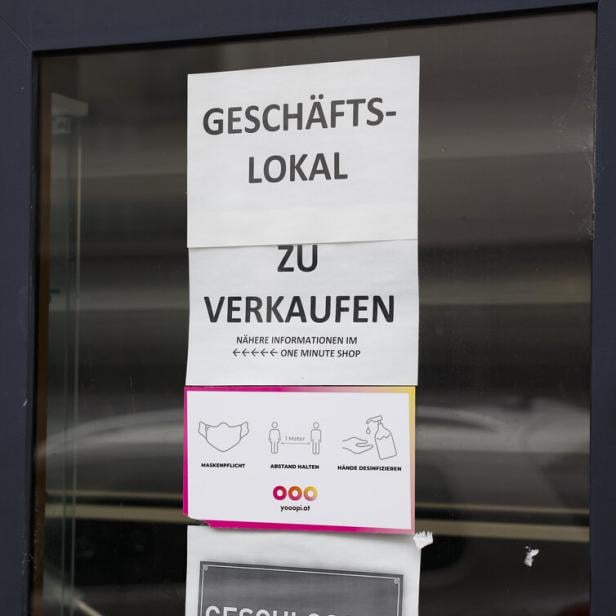 GESCHÄFTS-
LOKAL
ZU
VERKAUFEN
NÄHERE INFORMATIONEN IM
←←←←← ONE MINUTE SHOP
1 Meter
MASKENPFLICHT ABSTAND HALTEN HÄNDE DESINFIZIEREN
yooopi.at